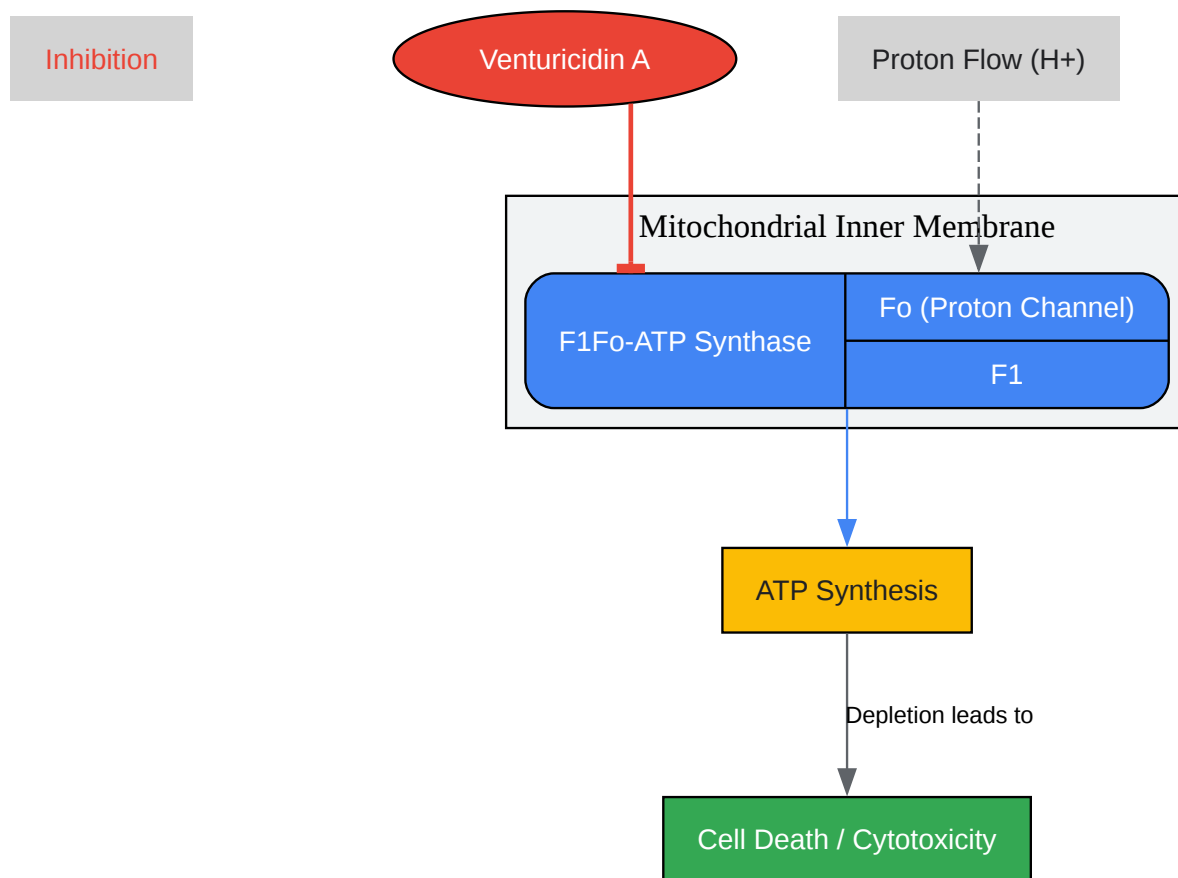 Inhibition
Venturicidin A
Proton Flow (H+)
Mitochondrial Inner Membrane
F1Fo-ATP Synthase
Fo (Proton Channel)
F1
ATP Synthesis
Depletion leads to
Cell Death / Cytotoxicity